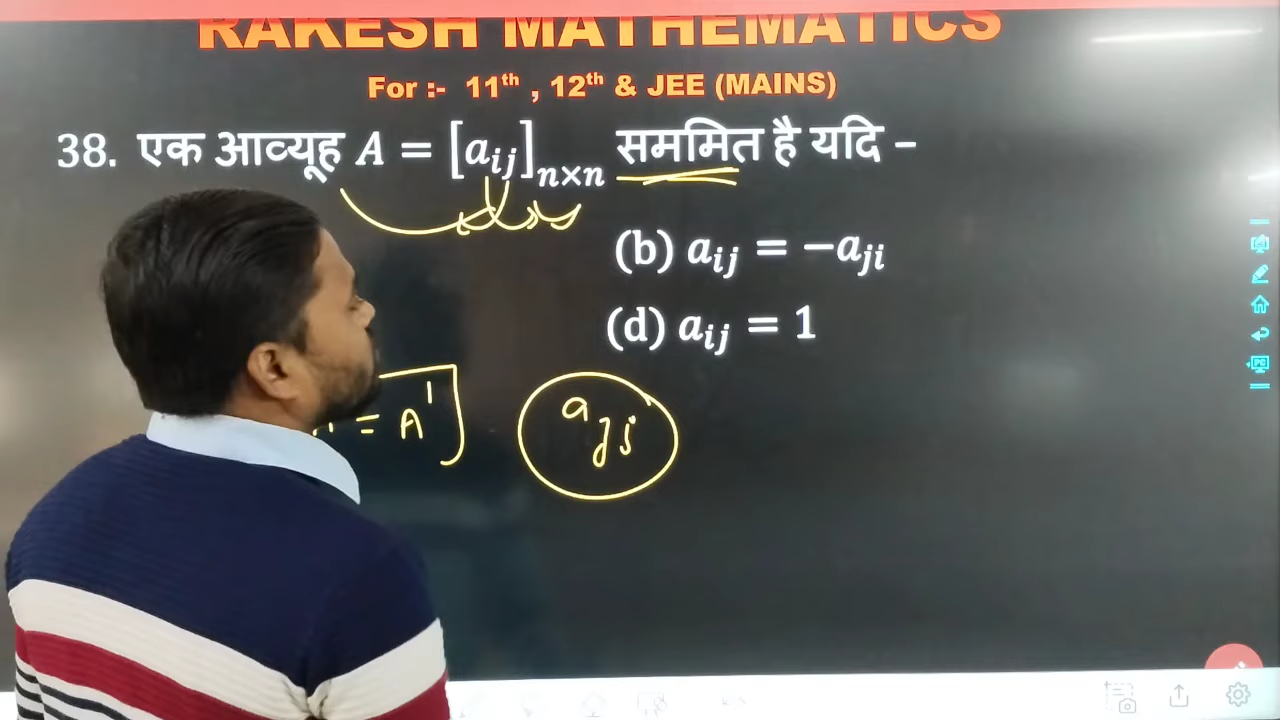 RAKESH MATHEMATICS
For :- 11th , 12th & JEE (MAINS)
38. एक आव्यूह A = [aij]n×n सममित है यदि –
(b) aij = −aji
(d) aij = 1
= A'
aji